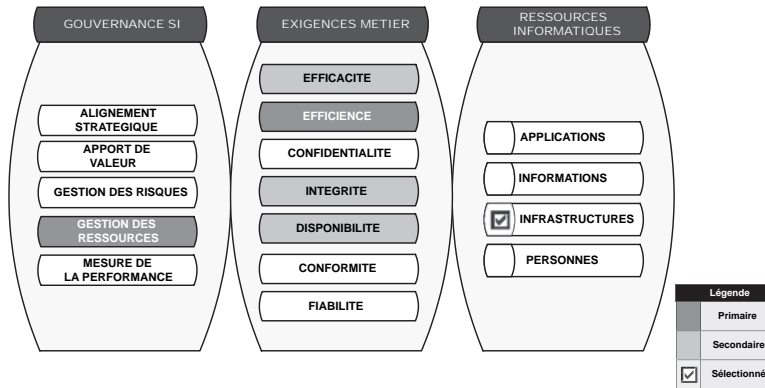 GOUVERNANCE SI
ALIGNEMENT
STRATEGIQUE
APPORT DE
VALEUR
GESTION DES RISQUES
GESTION DES
RESSOURCES
MESURE DE
LA PERFORMANCE
EXIGENCES METIER
EFFICACITE
EFFICIENCE
CONFIDENTIALITE
INTEGRITE
DISPONIBILITE
CONFORMITE
FIABILITE
RESSOURCES
INFORMATIQUES
APPLICATIONS
INFORMATIONS
INFRASTRUCTURES
PERSONNES
Légende
Primaire
Secondaire
Sélectionné